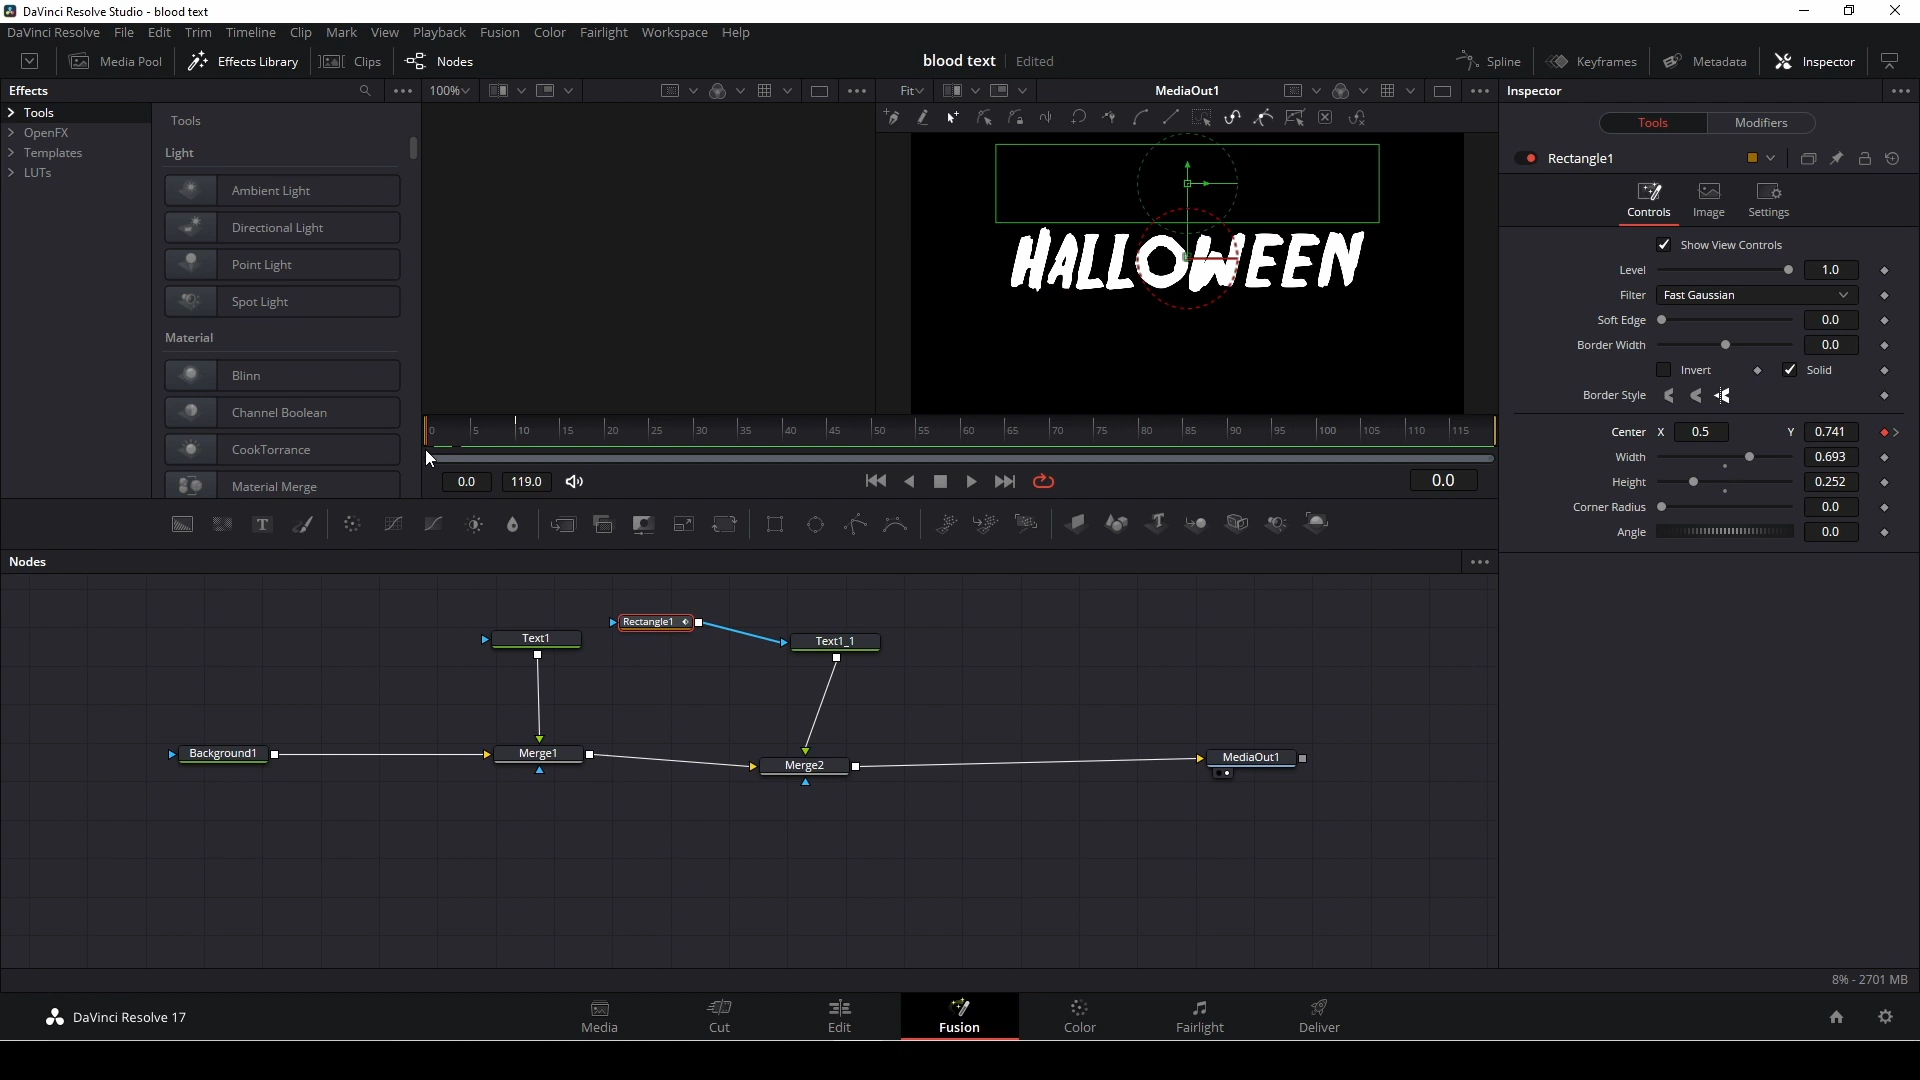 DaVinci Resolve Studio - blood text
DaVinci Resolve File Edit Trim Timeline Clip Mark View Playback Fusion Color Fairlight Workspace Help
Media Pool Effects Library Clips Nodes blood text Edited Spline Keyframes Metadata Inspector
Effects 100% Fit MediaOut1 Inspector
Tools OpenFX Templates LUTs
Tools
Light
Ambient Light
Directional Light
Point Light
Spot Light
Material
Blinn
Channel Boolean
CookTorrance
Material Merge
HALLOWEEN
0 5 10 15 20 25 30 35 40 45 50 55 60 65 70 75 80 85 90 95 100 105 110 115
0.0 119.0 0.0
Tools Modifiers
Rectangle1
Controls Image Settings
Show View Controls
Level 1.0
Filter Fast Gaussian
Soft Edge 0.0
Border Width 0.0
Invert Solid
Border Style
Center X 0.5 Y 0.741
Width 0.693
Height 0.252
Corner Radius 0.0
Angle 0.0
Nodes
Rectangle1
Text1 Text1_1
Background1 Merge1 Merge2 MediaOut1
8% - 2701 MB
DaVinci Resolve 17 Media Cut Edit Fusion Color Fairlight Deliver